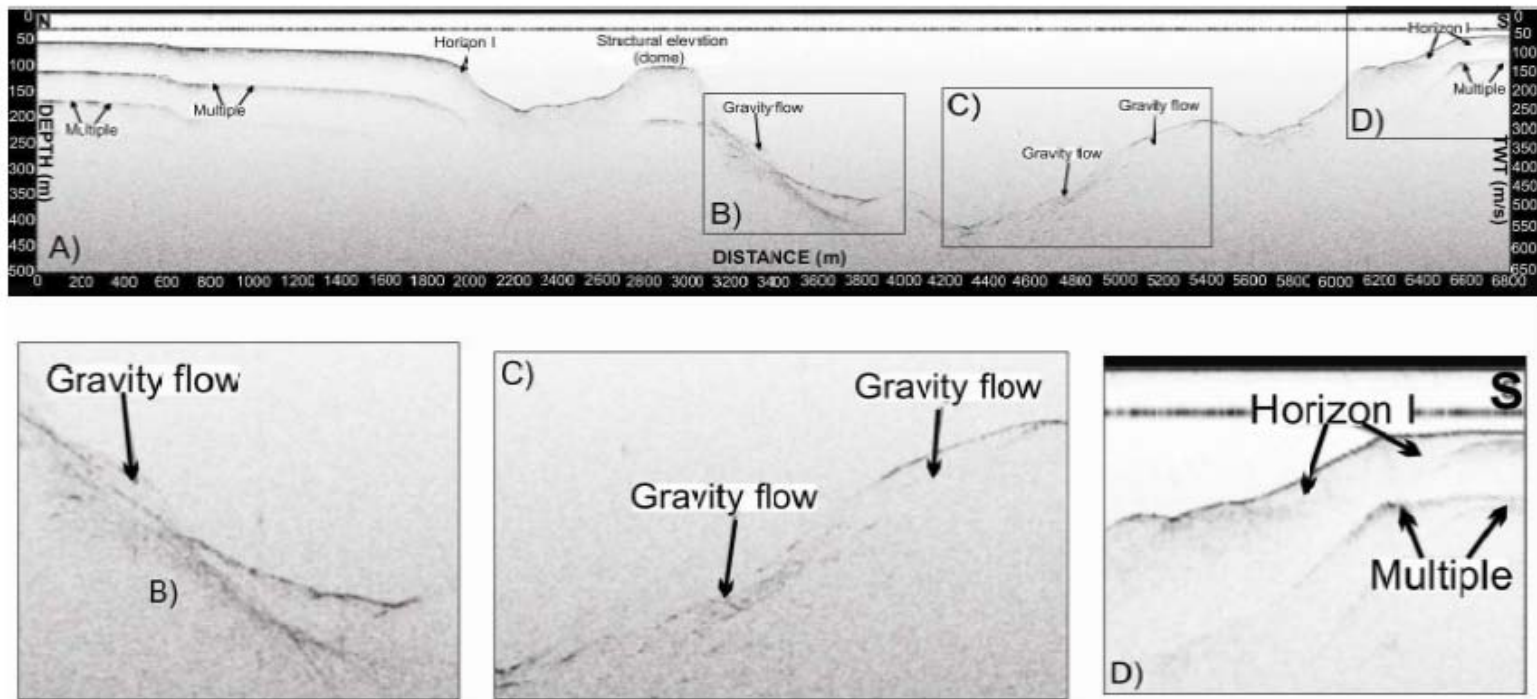 0
50
100
150
200
250
300
350
400
450
500
DEPTH (m)
N
Horizon I
Structural elevation
(dome)
Multiple
Multiple
Gravity flow
B)
C)
Gravity flow
Gravity flow
Horizon I
S
Multiple
D)
A)
0
50
100
150
200
250
300
350
400
450
500
550
600
650
TWT (m/s)
DISTANCE (m)
0 200 400 600 800 1000 1200 1400 1600 1800 2000 2200 2400 2600 2800 3000 3200 3400 3600 3800 4000 4200 4400 4600 4800 5000 5200 5400 5600 5800 6000 6200 6400 6600 6800
Gravity flow
B)
C)
Gravity flow
Gravity flow
S
Horizon I
Multiple
D)